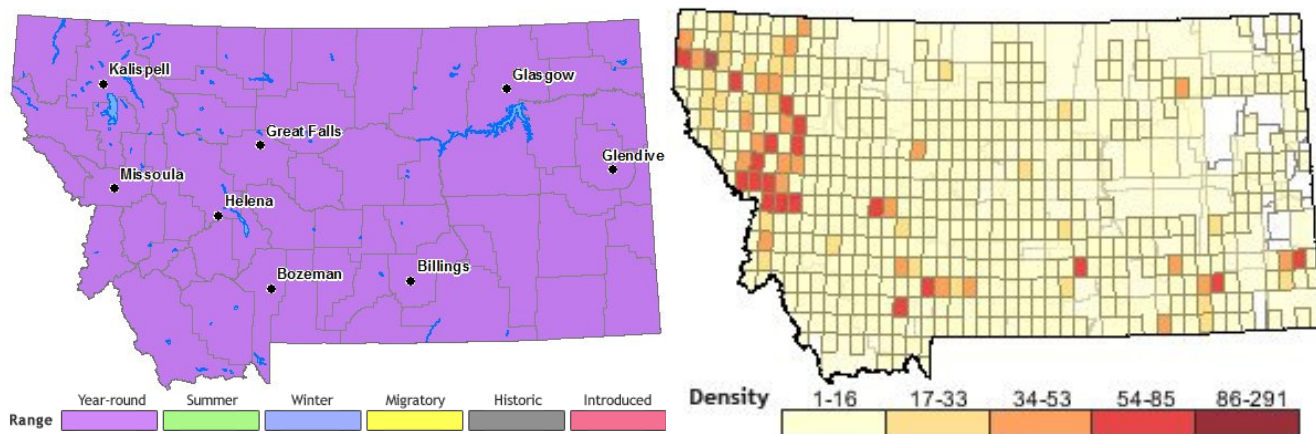 Kalispell
Glasgow
Great Falls
Glendive
Missoula
Helena
Bozeman
Billings
Range
Year-round
Summer
Winter
Migratory
Historic
Introduced
Density
1-16
17-33
34-53
54-85
86-291